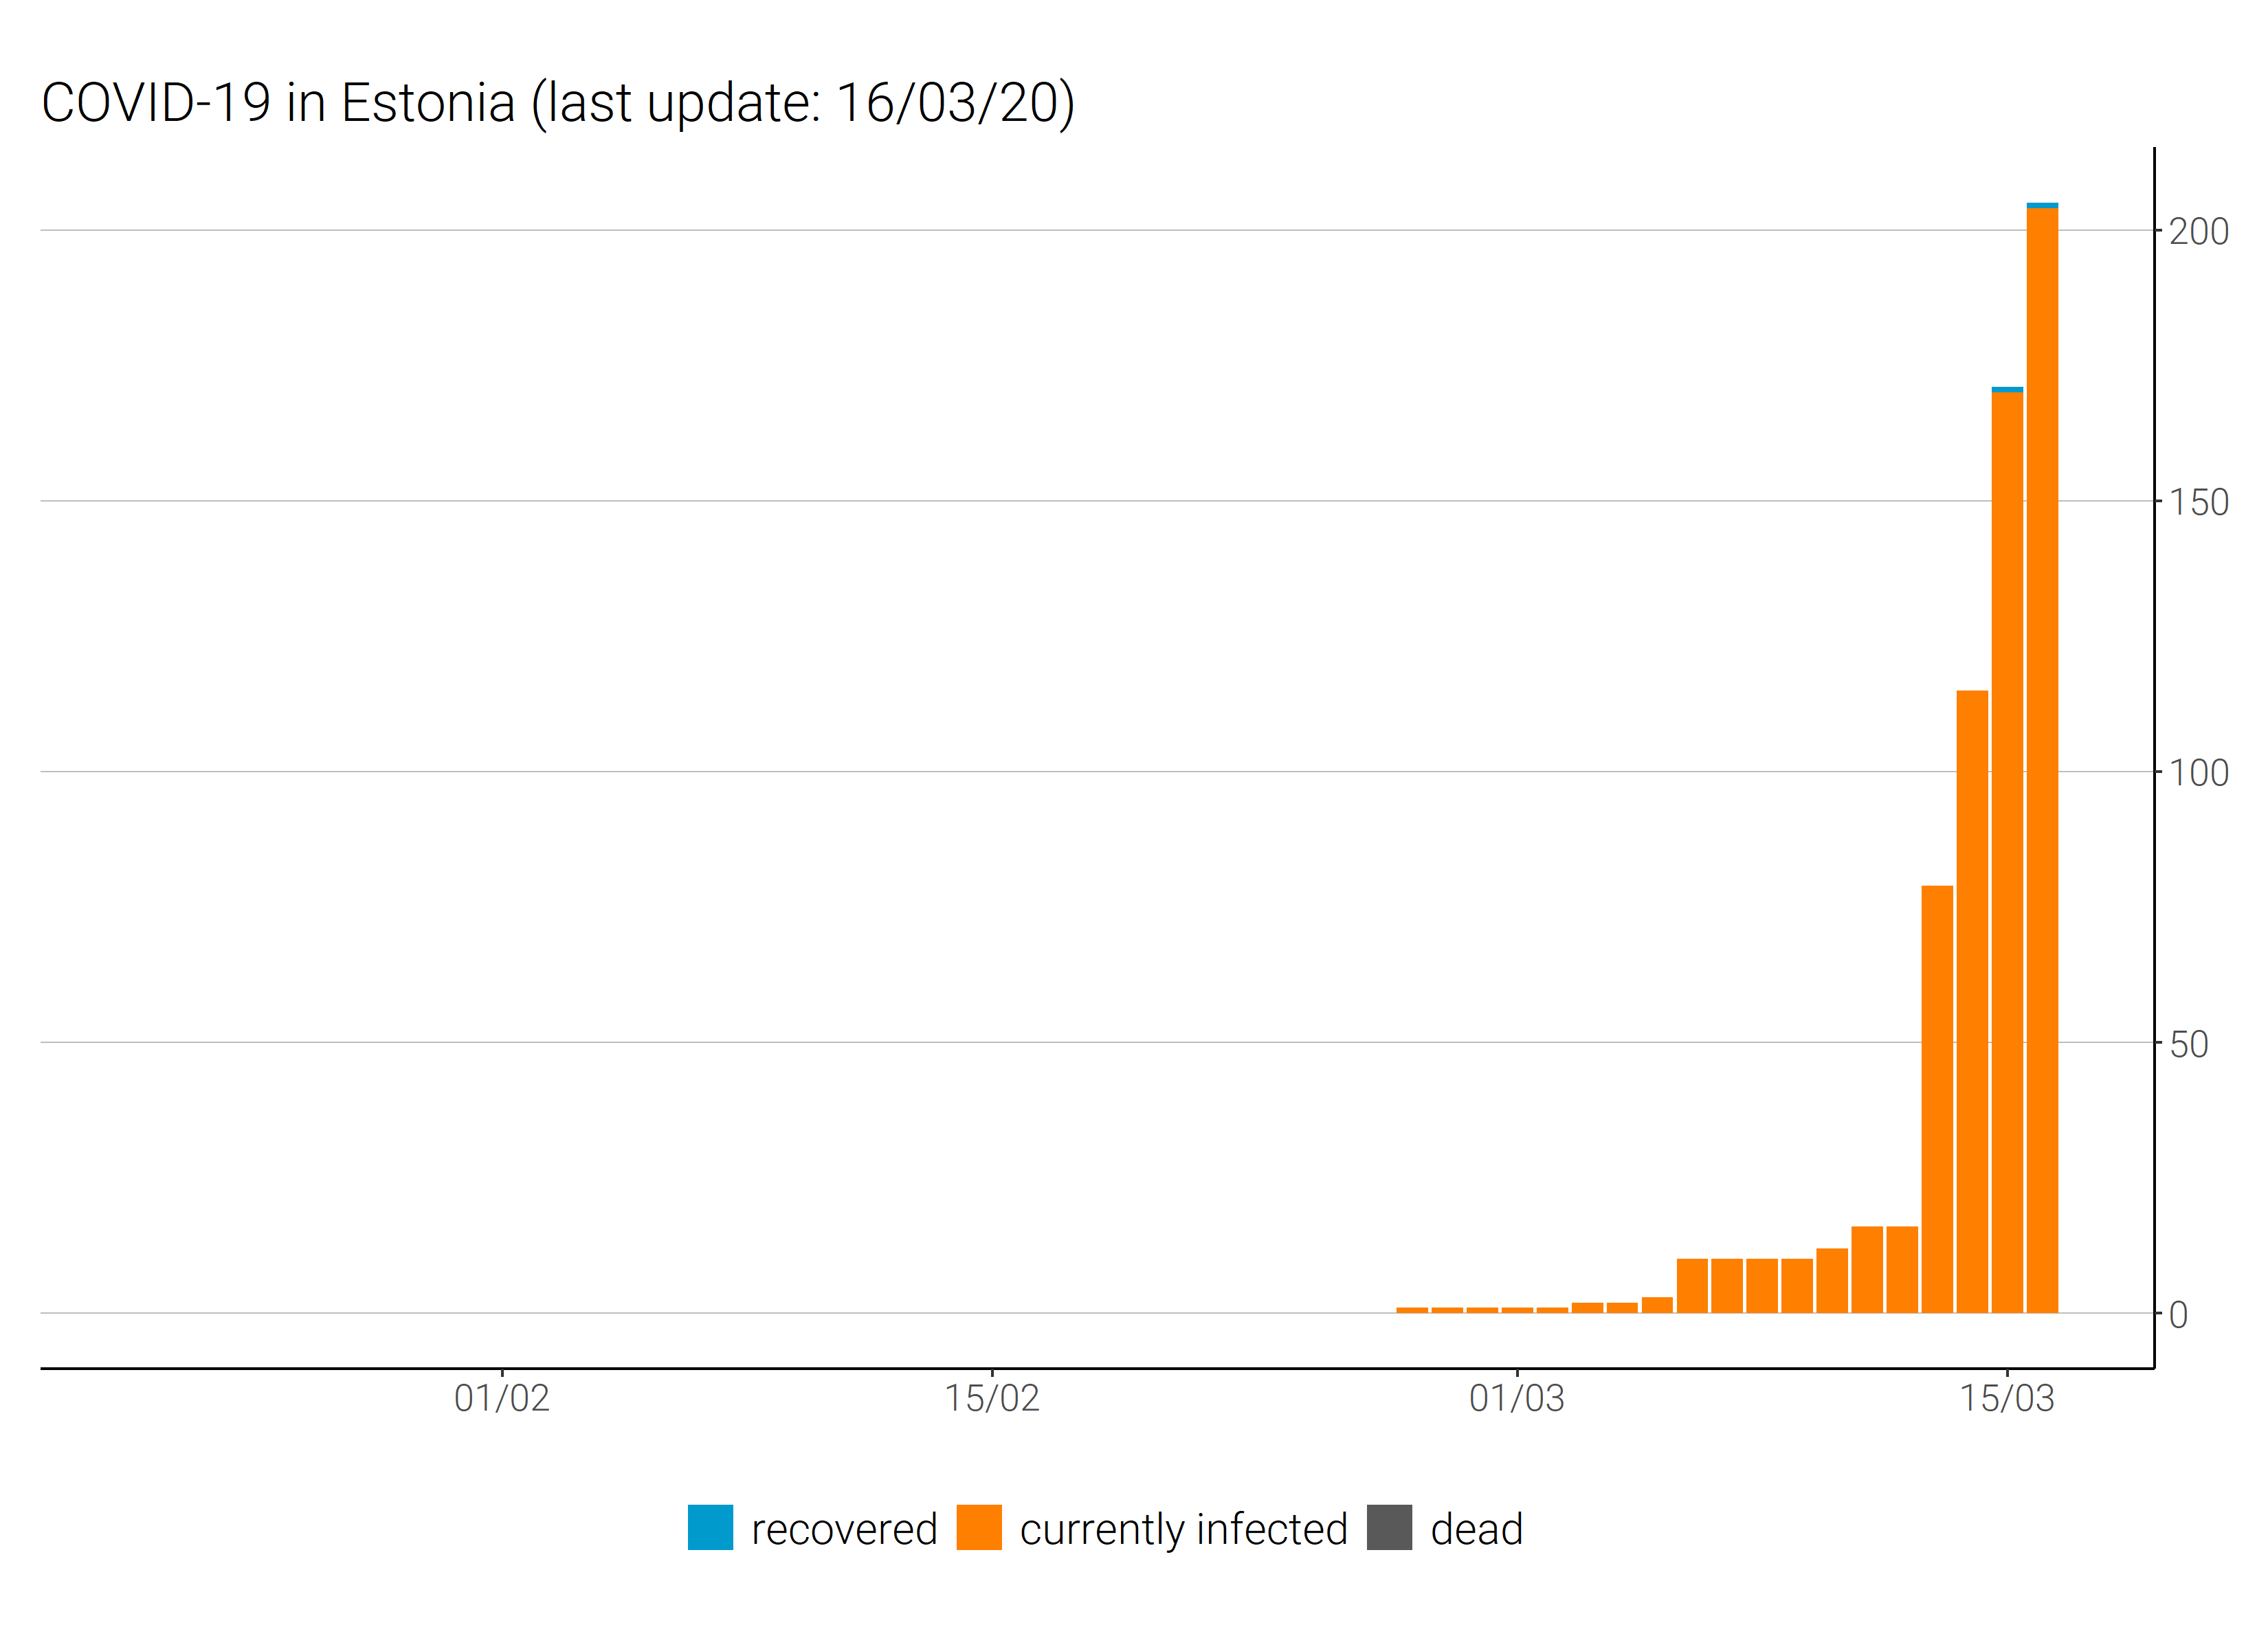 COVID-19 in Estonia (last update: 16/03/20)
200
150
100
50
0
01/02 15/02 01/03 15/03
recovered currently infected dead